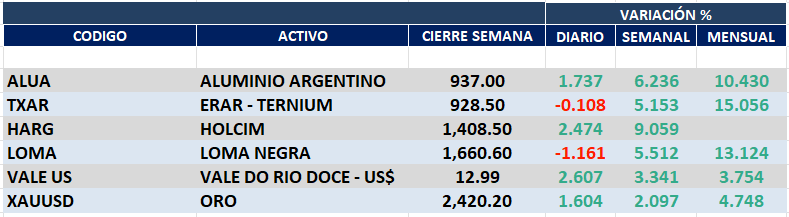 VARIACIÓN %
CODIGO ACTIVO CIERRE SEMANA DIARIO SEMANAL MENSUAL
ALUA ALUMINIO ARGENTINO 937.00 1.737 6.236 10.430
TXAR ERAR - TERNIUM 928.50 -0.108 5.153 15.056
HARG HOLCIM 1,408.50 2.474 9.059
LOMA LOMA NEGRA 1,660.60 -1.161 5.512 13.124
VALE US VALE DO RIO DOCE - US$ 12.99 2.607 3.341 3.754
XAUUSD ORO 2,420.20 1.604 2.097 4.748